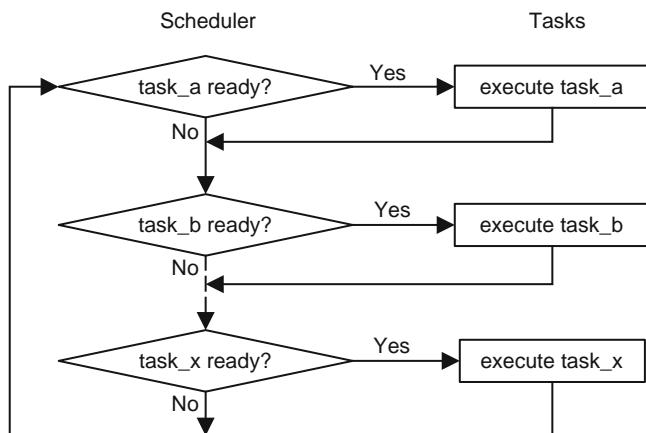 Scheduler
Tasks
task_a ready?
Yes
execute task_a
No
task_b ready?
Yes
execute task_b
No
task_x ready?
Yes
execute task_x
No